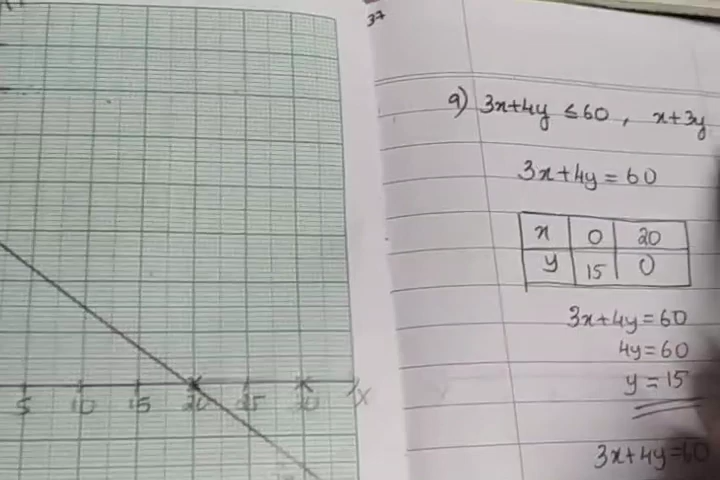 37
9) 3x+4y ≤ 60, x+3y
3x+4y = 60
x 0 20
y 15 0
3x+4y=60
4y=60
y = 15
3x+4y=60
5 10 15 20 25 30 X